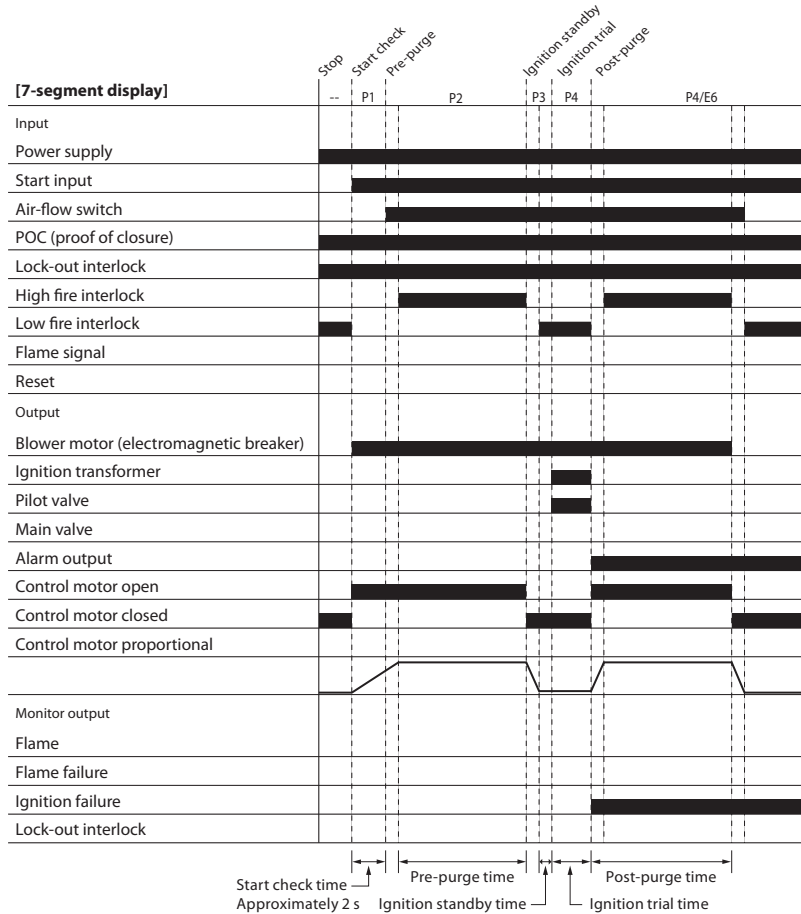 Stop
Start check
Pre-purge
Ignition standby
Ignition trial
Post-purge
[7-segment display]
-- P1 P2 P3 P4 P4/E6
Input
Power supply
Start input
Air-flow switch
POC (proof of closure)
Lock-out interlock
High fire interlock
Low fire interlock
Flame signal
Reset
Output
Blower motor (electromagnetic breaker)
Ignition transformer
Pilot valve
Main valve
Alarm output
Control motor open
Control motor closed
Control motor proportional
Monitor output
Flame
Flame failure
Ignition failure
Lock-out interlock
Start check time
Approximately 2 s
Pre-purge time
Ignition standby time
Ignition trial time
Post-purge time